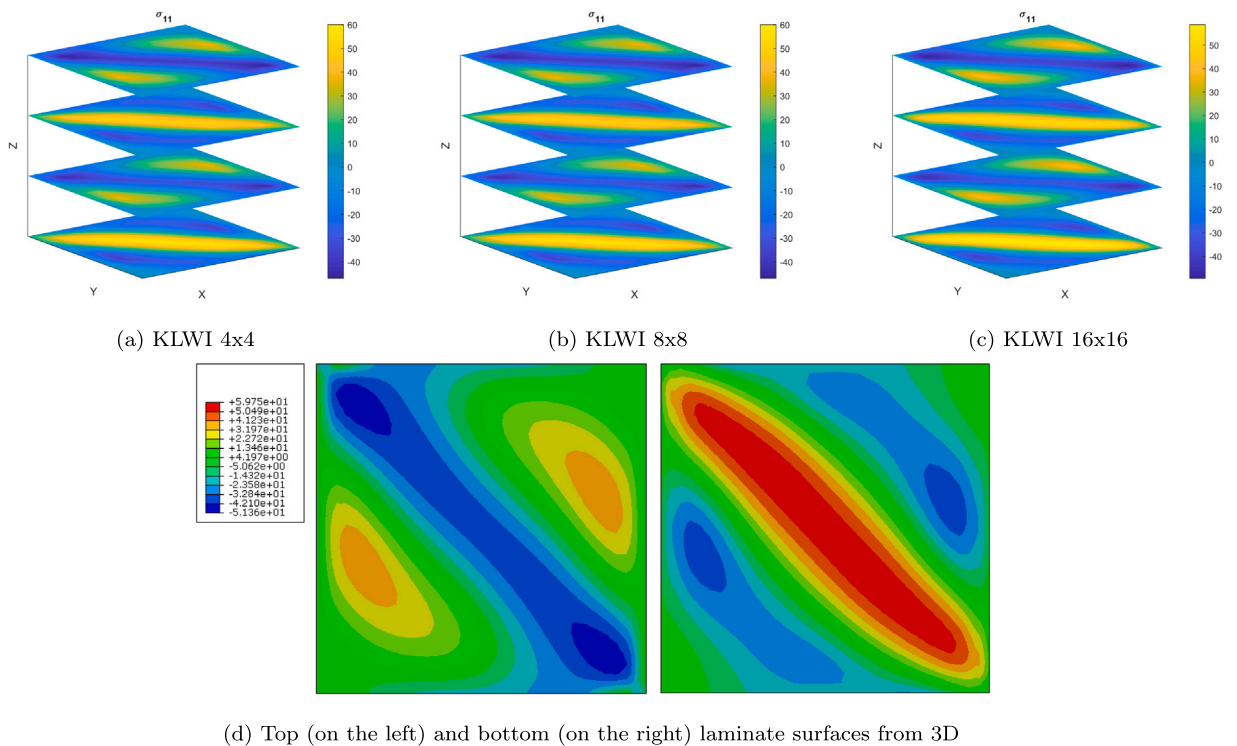 σ11
60
50
40
30
20
10
0
-10
-20
-30
-40
Z
Y
X
σ11
60
50
40
30
20
10
0
-10
-20
-30
-40
Z
Y
X
σ11
50
40
30
20
10
0
-10
-20
-30
-40
Z
Y
X
(a) KLWI 4x4
(b) KLWI 8x8
(c) KLWI 16x16
+5.975e+01
+5.049e+01
+4.123e+01
+3.197e+01
+2.272e+01
+1.346e+01
+4.197e+00
-5.062e+00
-1.432e+01
-2.358e+01
-3.284e+01
-4.210e+01
-5.136e+01
(d) Top (on the left) and bottom (on the right) laminate surfaces from 3D